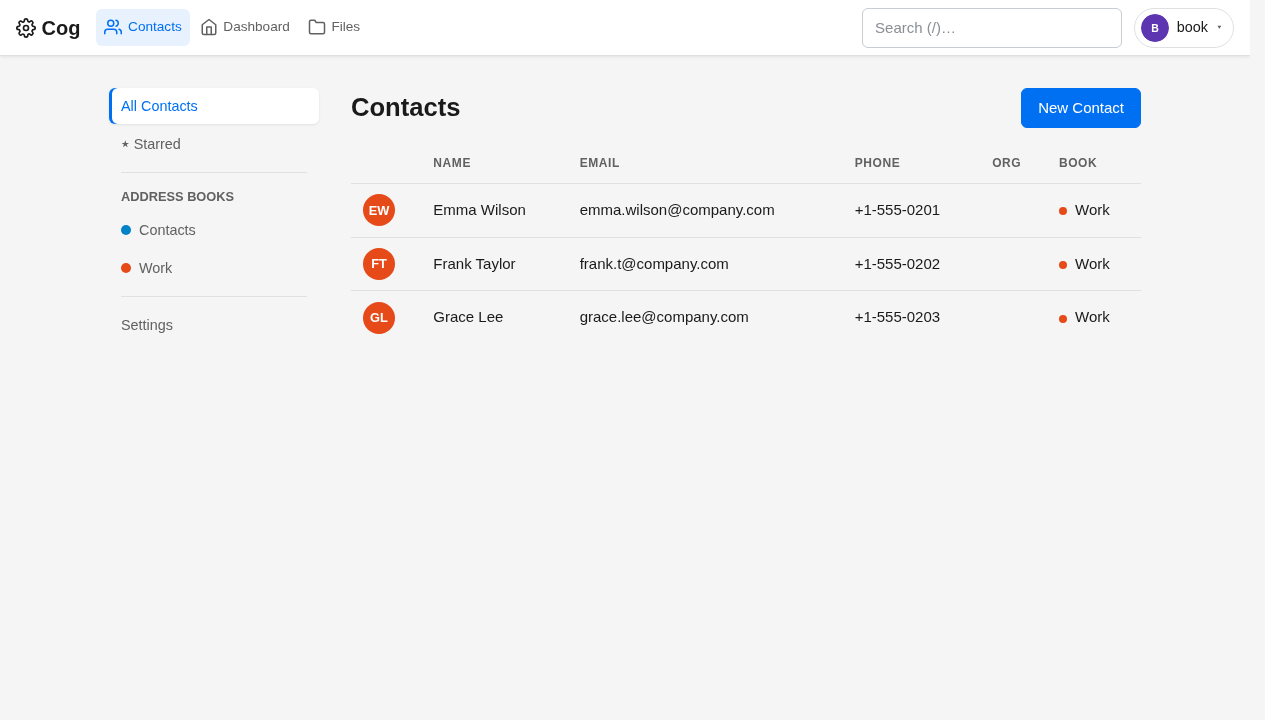 Cog
Contacts
Dashboard
Files
Search (/)…
B
book
All Contacts
★ Starred
ADDRESS BOOKS
Contacts
Work
Settings
Contacts
New Contact
NAME EMAIL PHONE ORG BOOK
EW Emma Wilson emma.wilson@company.com +1-555-0201 Work
FT Frank Taylor frank.t@company.com +1-555-0202 Work
GL Grace Lee grace.lee@company.com +1-555-0203 Work